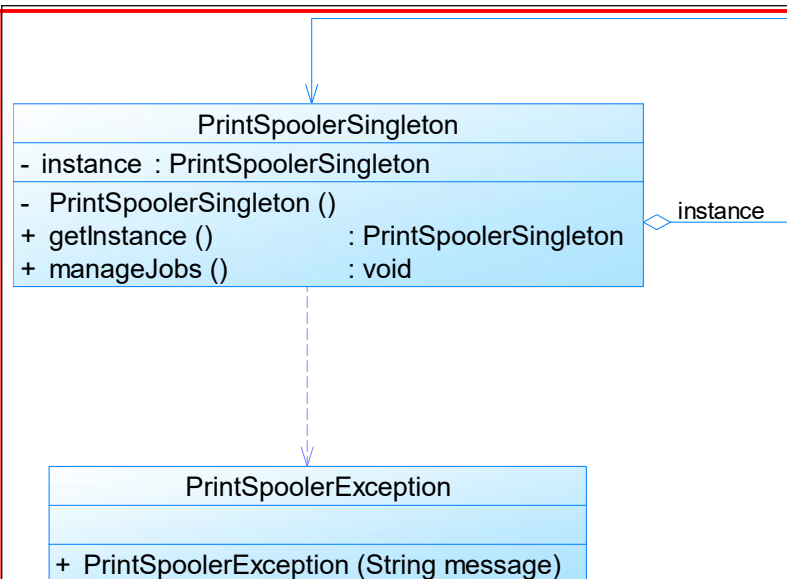 PrintSpoolerSingleton
- instance : PrintSpoolerSingleton
- PrintSpoolerSingleton ()
+ getInstance () : PrintSpoolerSingleton
+ manageJobs () : void
instance
PrintSpoolerException
+ PrintSpoolerException (String message)